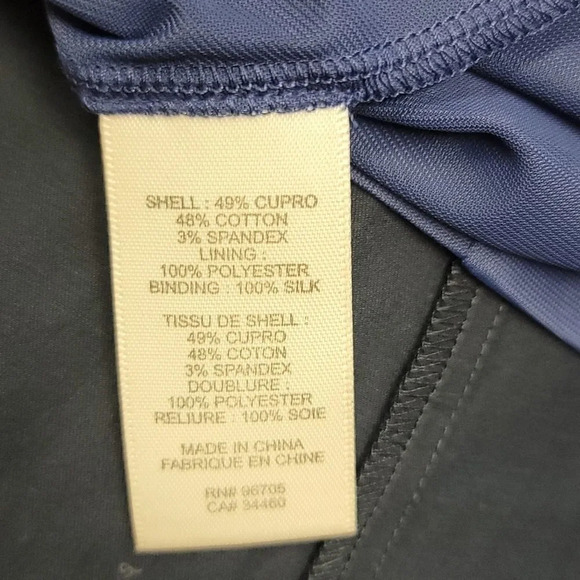 SHELL : 49% CUPRO
48% COTTON
3% SPANDEX
LINING :
100% POLYESTER
BINDING : 100% SILK
TISSU DE SHELL :
49% CUPRO
48% COTON
3% SPANDEX
DOUBLURE :
100% POLYESTER
RELIURE : 100% SOIE
MADE IN CHINA
FABRIQUE EN CHINE
RN# 96705
CA# 34460